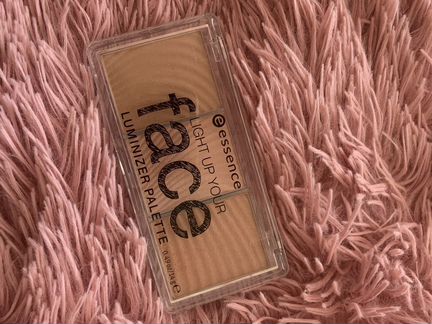 essence
LIGHT UP YOUR
face
LUMINIZER PALETTE